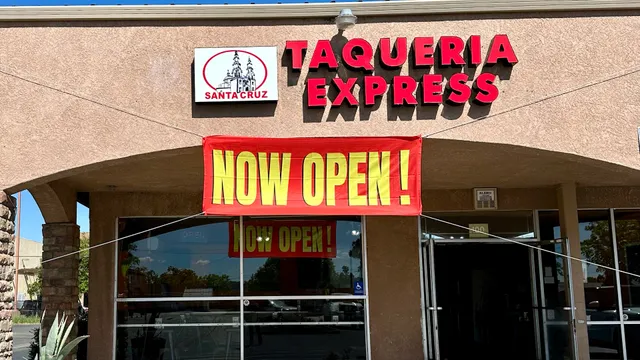 SANTA CRUZ
TAQUERIA
EXPRESS
NOW OPEN!
NOW OPEN!